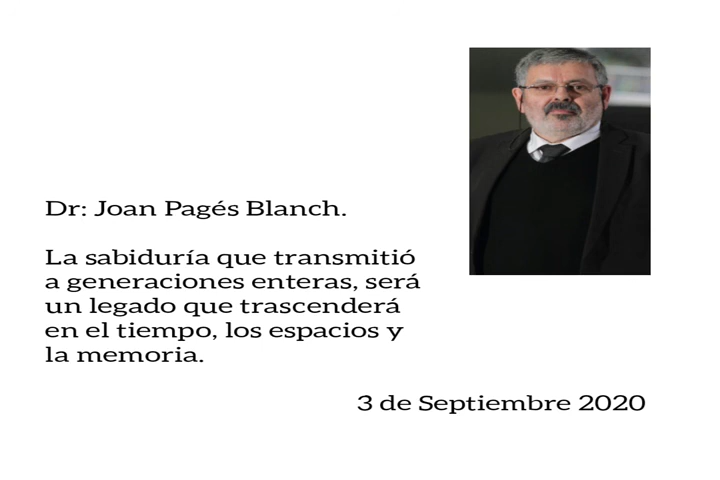 Dr: Joan Pagés Blanch.
La sabiduría que transmitió
a generaciones enteras, será
un legado que trascenderá
en el tiempo, los espacios y
la memoria.
3 de Septiembre 2020